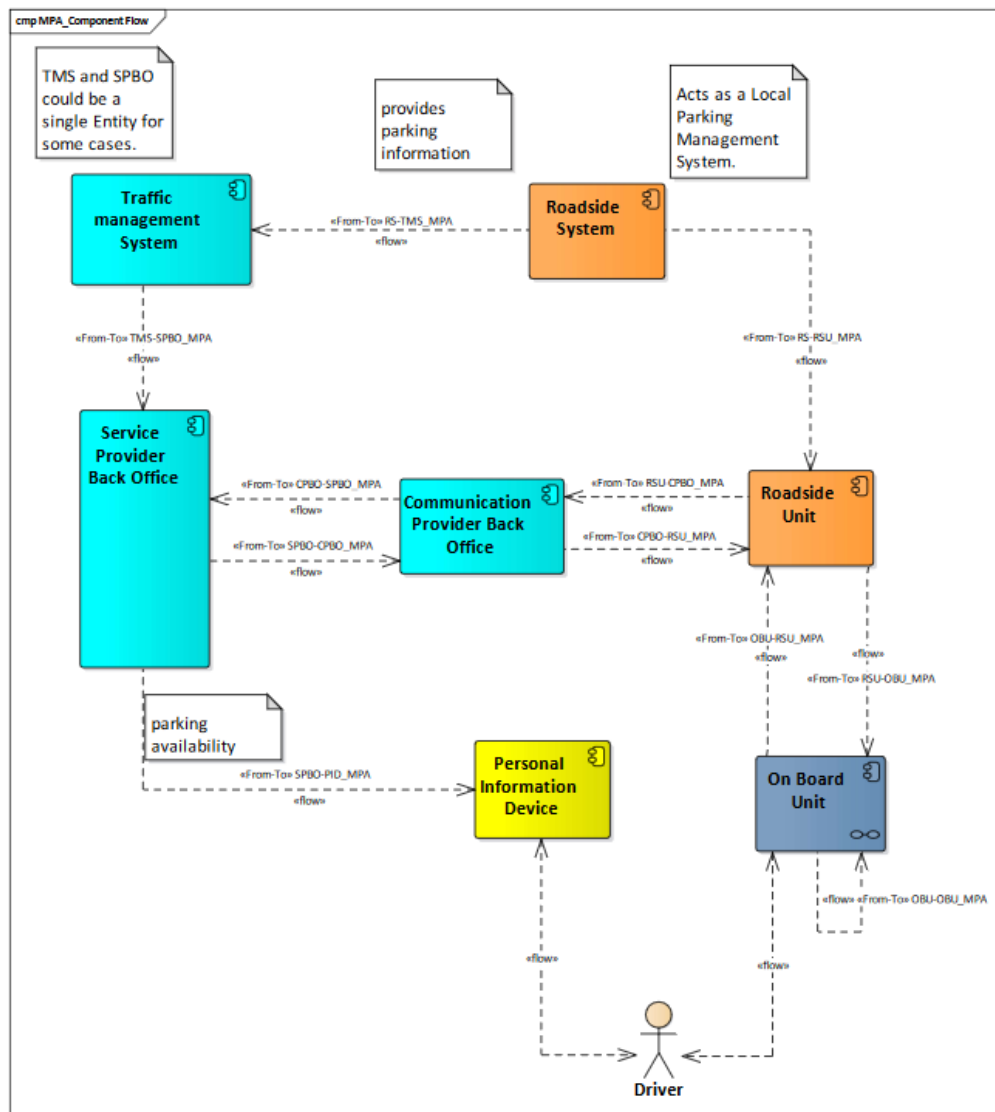 cmp MPA_Component Flow
TMS and SPBO
could be a
single Entity for
some cases.
provides
parking
information
Acts as a Local
Parking
Management
System.
Traffic
management
System
«From-To» RS-TMS_MPA
«flow»
Roadside
System
«From-To» TMS-SPBO_MPA
«flow»
«From-To» RS-RSU_MPA
«flow»
Service
Provider
Back Office
«From-To» CPBO-SPBO_MPA
«flow»
«From-To» SPBO-CPBO_MPA
«flow»
Communication
Provider Back
Office
«From-To» RSU-CPBO_MPA
«flow»
«From-To» CPBO-RSU_MPA
«flow»
Roadside
Unit
«From-To» OBU-RSU_MPA
«flow»
«flow»
«From-To» RSU-OBU_MPA
parking
availability
«From-To» SPBO-PID_MPA
«flow»
Personal
Information
Device
On Board
Unit
«flow» «From-To» OBU-OBU_MPA
«flow»
«flow»
Driver